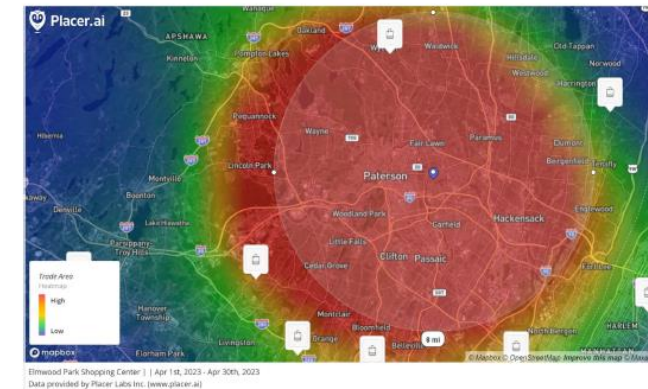 Placer.ai
Wanaque
APSHAWA
Oakland
Waldwick
Old Tappan
Kinnelon
Pompton Lakes
Hillsdale
Norwood
Westwood
Harrington
Pequannock
Hibernia
Wayne
Fair Lawn
Paramus
Dumont
Lincoln Park
Bergenfield
Tenafly
Montville
Paterson
Boonton
Denville
Woodland Park
Hackensack
Englewood
Lake Hiawatha
Garfield
Parsippany-
Troy Hills
Little Falls
Cedar Grove
Clifton
Passaic
Fort Lee
Trade Area
Heatmap
High
Low
Hanover
Township
Montclair
Bloomfield
North Bergen
HARLEM
Livingston
Orange
Belleville
8 mi
Florham Park
MANHATTAN
mapbox
© Mapbox © OpenStreetMap Improve this map © Maxar
Elmwood Park Shopping Center | | Apr 1st, 2023 - Apr 30th, 2023
Data provided by Placer Labs Inc. (www.placer.ai)